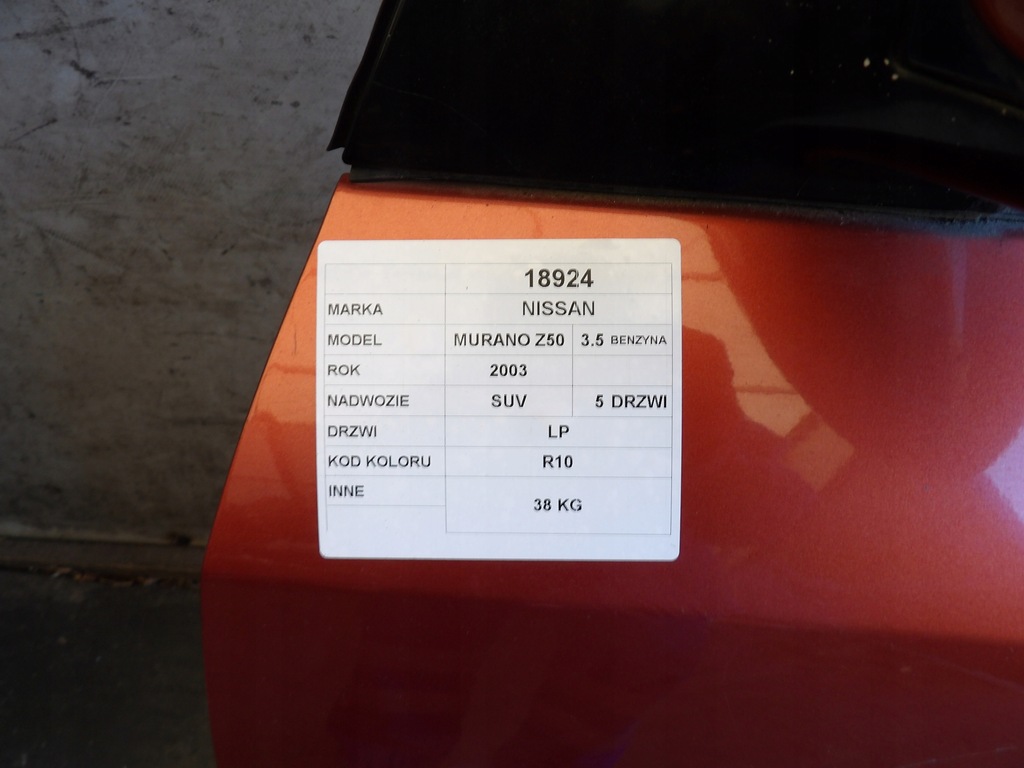 18924
MARKA NISSAN
MODEL MURANO Z50 3.5 BENZYNA
ROK 2003
NADWOZIE SUV 5 DRZWI
DRZWI LP
KOD KOLORU R10
INNE 38 KG